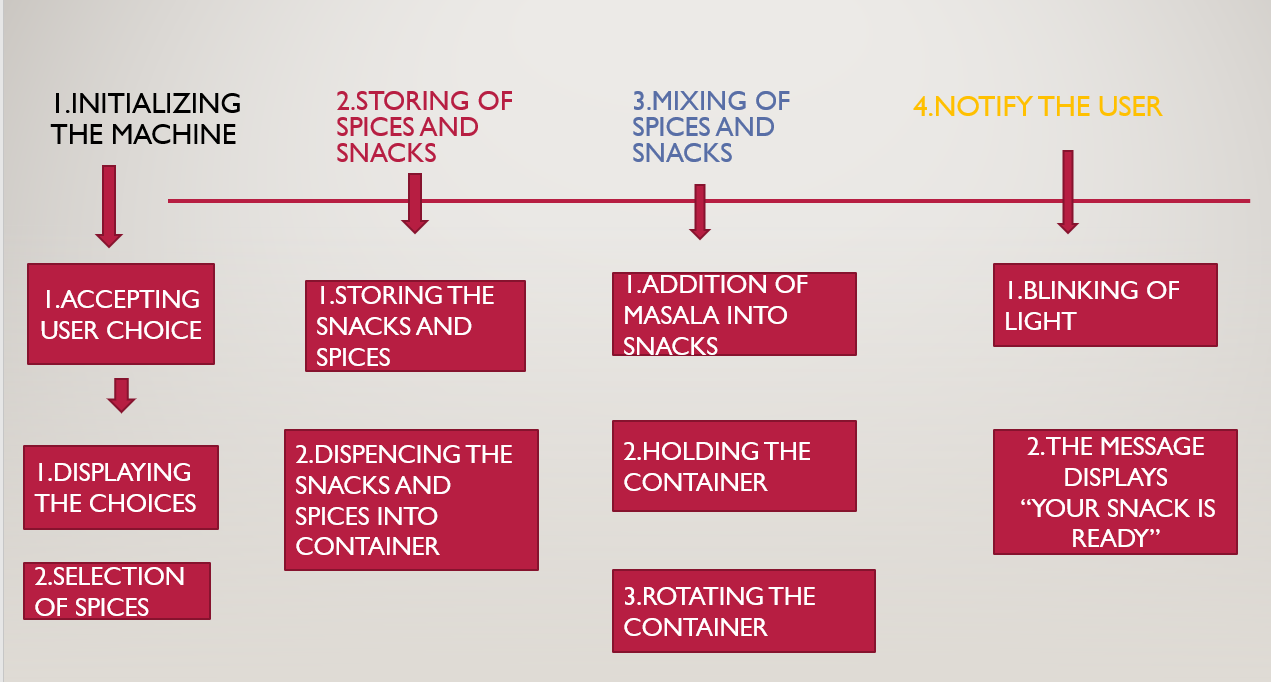 1.INITIALIZING
THE MACHINE
1.ACCEPTING
USER CHOICE
1.DISPLAYING
THE CHOICES
2.SELECTION
OF SPICES
2.STORING OF
SPICES AND
SNACKS
1.STORING THE
SNACKS AND
SPICES
2.DISPENCING THE
SNACKS AND
SPICES INTO
CONTAINER
3.MIXING OF
SPICES AND
SNACKS
1.ADDITION OF
MASALA INTO
SNACKS
2.HOLDING THE
CONTAINER
3.ROTATING THE
CONTAINER
4.NOTIFY THE USER
1.BLINKING OF
LIGHT
2.THE MESSAGE
DISPLAYS
“YOUR SNACK IS
READY”